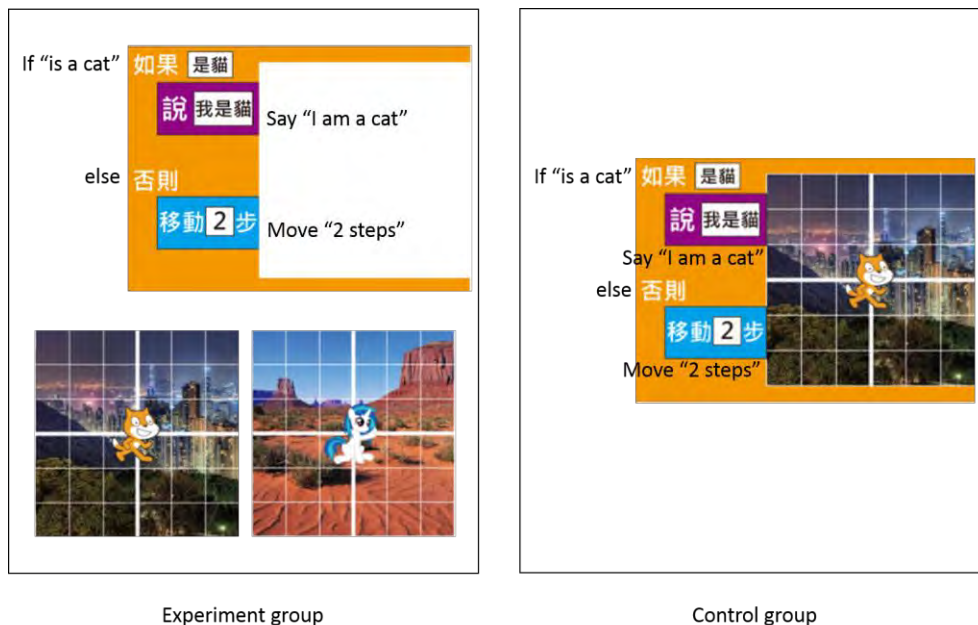 If “is a cat” 如果 是貓
說 我是貓 Say “I am a cat”
else 否則
移動 2 步 Move “2 steps”
Experiment group
If “is a cat” 如果 是貓
說 我是貓
Say “I am a cat”
else 否則
移動 2 步
Move “2 steps”
Control group